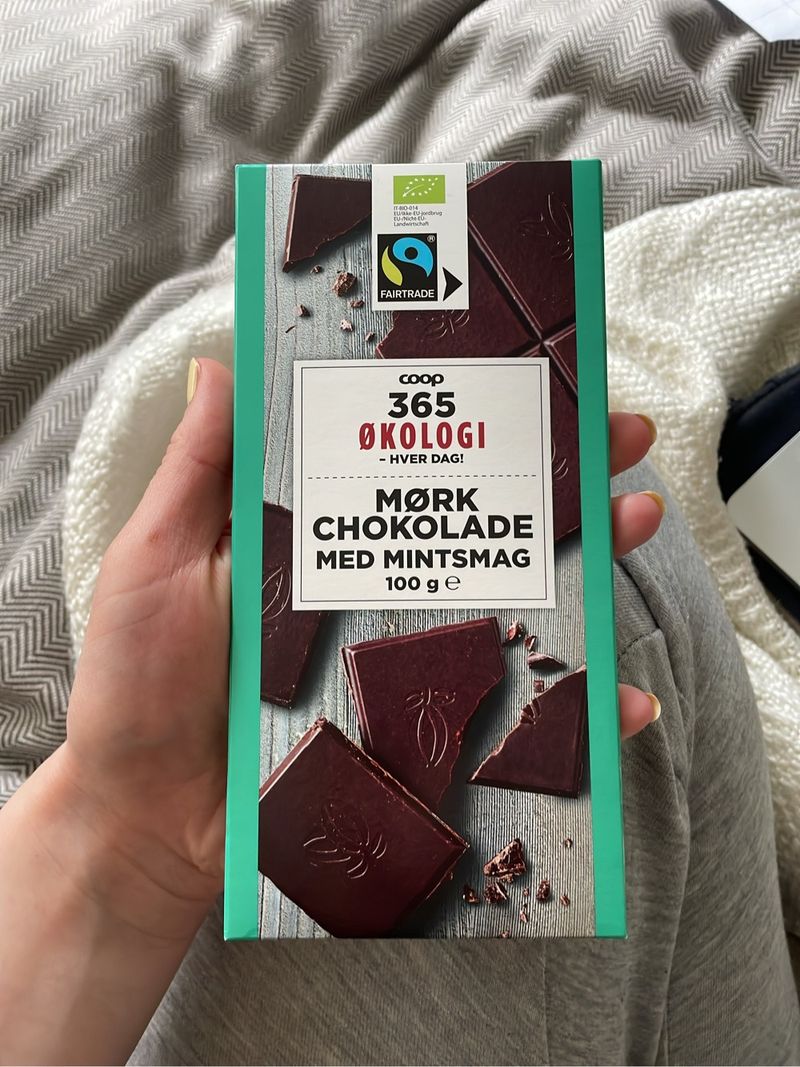 IT-BIO-014
EU/Ikke-EU-jordbrug
EU-/Nicht-EU-
Landwirtschaft
FAIRTRADE
®
coop
365
ØKOLOGI
– HVER DAG!
MØRK
CHOKOLADE
MED MINTSMAG
100 g ℮